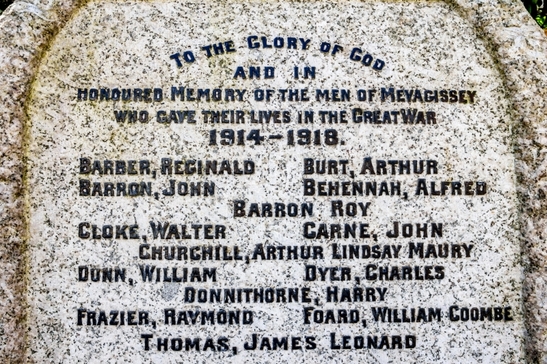 TO THE GLORY OF GOD
AND IN
HONOURED MEMORY OF THE MEN OF MEVAGISSEY
WHO GAVE THEIR LIVES IN THE GREAT WAR
1914-1918.
BARBER, REGINALD BURT, ARTHUR
BARRON, JOHN BEHENNAH, ALFRED
BARRON ROY
CLOKE, WALTER CARNE, JOHN
CHURCHILL, ARTHUR LINDSAY MAURY
DUNN, WILLIAM DYER, CHARLES
DONNITHORNE, HARRY
FRAZIER, RAYMOND FOARD, WILLIAM COOMBE
THOMAS, JAMES LEONARD